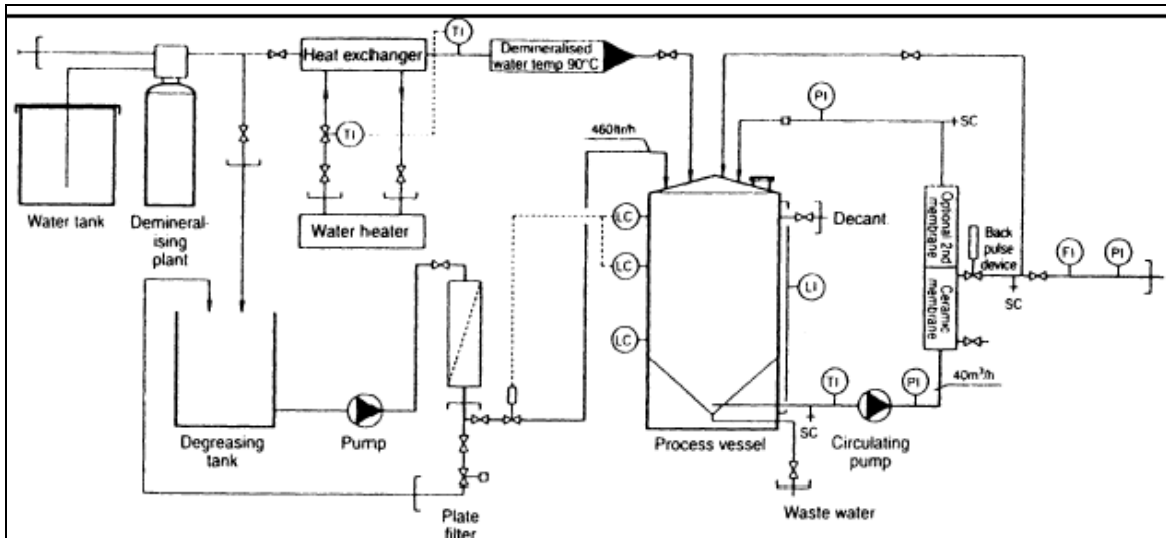 TI
Heat exchanger
Demineralised
water temp 90°C
PI
SC
TI
460ltr/h
Water tank
Demineral-
ising
plant
Water heater
LC
Decant.
LC
LI
LC
Optional 2nd
membrane
Ceramic
membrane
Back
pulse
device
FI
PI
SC
40m³/h
TI
PI
SC
Degreasing
tank
Pump
Plate
filter
Process vessel
Circulating
pump
Waste water